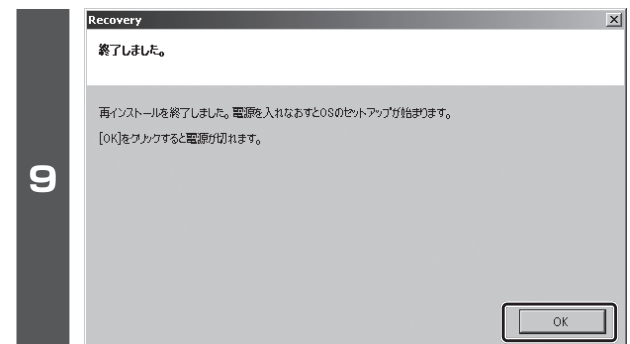 Recovery
終了しました。
再インストールを終了しました。電源を入れなおすとOSのセットアップが始まります。
[OK]をクリックすると電源が切れます。
9
OK